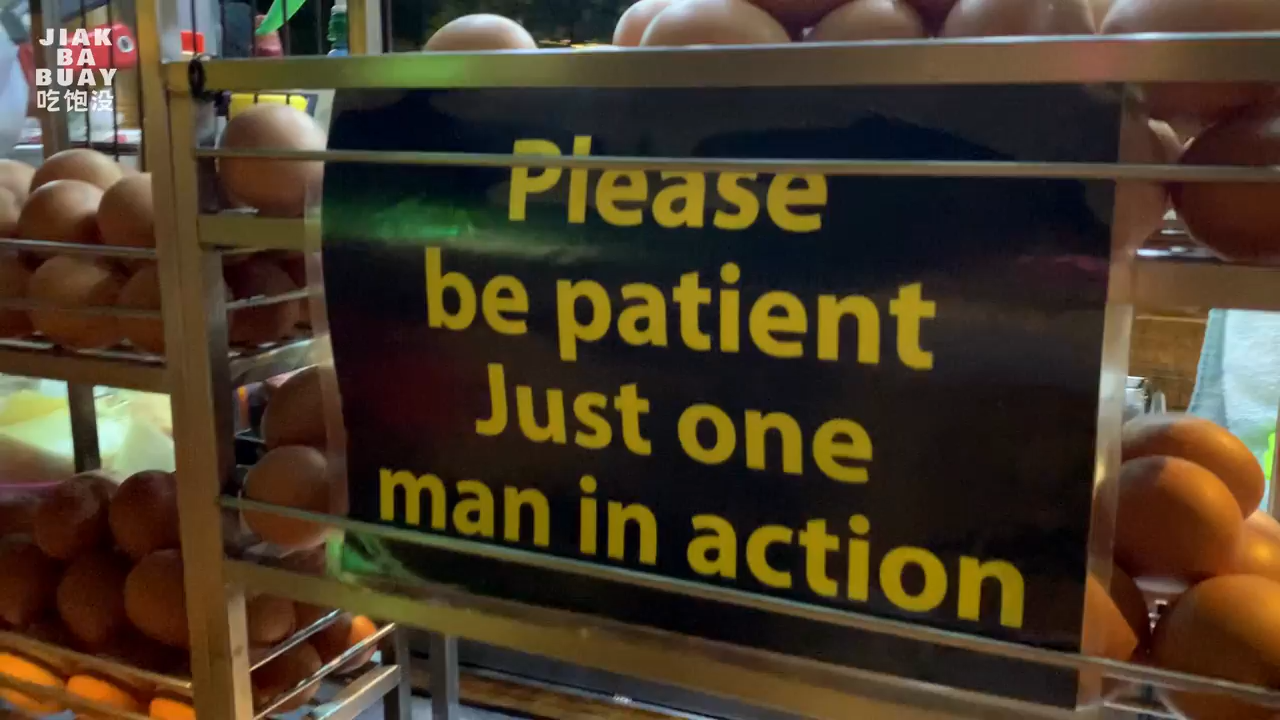 JIAK
BA
BUAY
吃饱没
Please
be patient
Just one
man in action